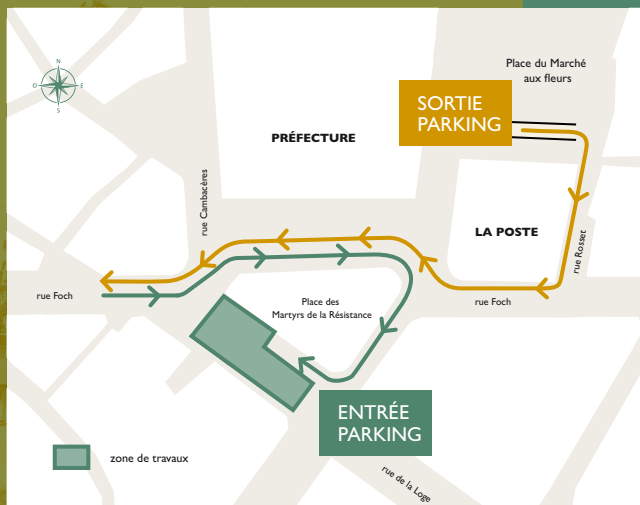 Place du Marché
aux fleurs
N
O
E
S
SORTIE
PARKING
PRÉFECTURE
rue Cambacérès
LA POSTE
rue Rosset
rue Foch
Place des
Martyrs de la Résistance
rue Foch
ENTRÉE
PARKING
zone de travaux
rue de la Loge